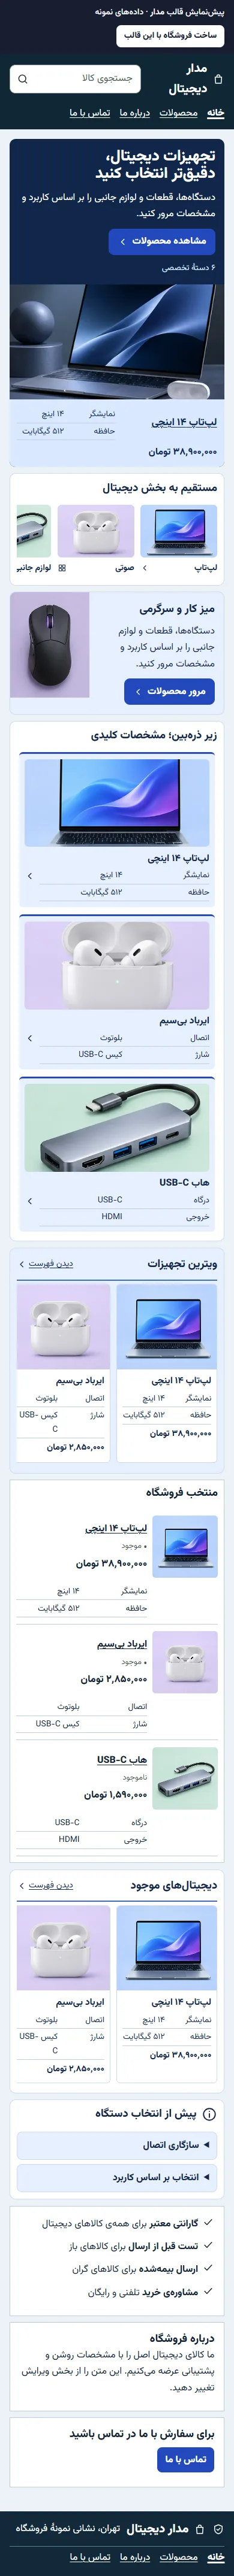 پیش‌نمایش قالب مدار · داده‌های نمونه
ساخت فروشگاه با این قالب
مدار دیجیتال
جستجوی کالا
خانه
محصولات
درباره ما
تماس با ما
تجهیزات دیجیتال،
دقیق‌تر انتخاب کنید
دستگاه‌ها، قطعات و لوازم جانبی را بر اساس کاربرد و
مشخصات مرور کنید.
مشاهده محصولات
۶ دستهٔ تخصصی
لپ‌تاپ ۱۴ اینچی
نمایشگر ۱۴ اینچ
حافظه ۵۱۲ گیگابایت
۳۸,۹۰۰,۰۰۰ تومان
مستقیم به بخش دیجیتال
لپ‌تاپ
صوتی
لوازم جانبی
میز کار و سرگرمی
دستگاه‌ها، قطعات و لوازم
جانبی را بر اساس کاربرد و
مشخصات مرور کنید.
مرور محصولات
زیر ذره‌بین؛ مشخصات کلیدی
لپ‌تاپ ۱۴ اینچی
نمایشگر ۱۴ اینچ
حافظه ۵۱۲ گیگابایت
ایرباد بی‌سیم
اتصال بلوتوث
شارژ کیس USB-C
هاب USB-C
درگاه USB-C
خروجی HDMI
ویترین تجهیزات
دیدن فهرست
لپ‌تاپ ۱۴ اینچی
نمایشگر ۱۴ اینچ
حافظه ۵۱۲ گیگابایت
۳۸,۹۰۰,۰۰۰ تومان
ایرباد بی‌سیم
اتصال بلوتوث
شارژ کیس USB-
C
۲,۸۵۰,۰۰۰ تومان
منتخب فروشگاه
لپ‌تاپ ۱۴ اینچی
• موجود
۳۸,۹۰۰,۰۰۰ تومان
نمایشگر ۱۴ اینچ
حافظه ۵۱۲ گیگابایت
ایرباد بی‌سیم
• موجود
۲,۸۵۰,۰۰۰ تومان
اتصال بلوتوث
شارژ کیس USB-C
هاب USB-C
ناموجود
۱,۵۹۰,۰۰۰ تومان
درگاه USB-C
خروجی HDMI
دیجیتال‌های موجود
دیدن فهرست
لپ‌تاپ ۱۴ اینچی
نمایشگر ۱۴ اینچ
حافظه ۵۱۲ گیگابایت
۳۸,۹۰۰,۰۰۰ تومان
ایرباد بی‌سیم
اتصال بلوتوث
شارژ کیس USB-
C
۲,۸۵۰,۰۰۰ تومان
پیش از انتخاب دستگاه
سازگاری اتصال
انتخاب بر اساس کاربرد
گارانتی معتبر برای همه‌ی کالاهای دیجیتال
تست قبل از ارسال برای کالاهای باز
ارسال بیمه‌شده برای کالاهای گران
مشاوره‌ی خرید تلفنی و رایگان
درباره فروشگاه
ما کالای دیجیتال اصل را با مشخصات روشن و
پشتیبانی عرضه می‌کنیم. این متن را از بخش ویرایش
تغییر دهید.
برای سفارش با ما در تماس باشید
تماس با ما
مدار دیجیتال
تهران، نشانی نمونهٔ فروشگاه
خانه
محصولات
درباره ما
تماس با ما